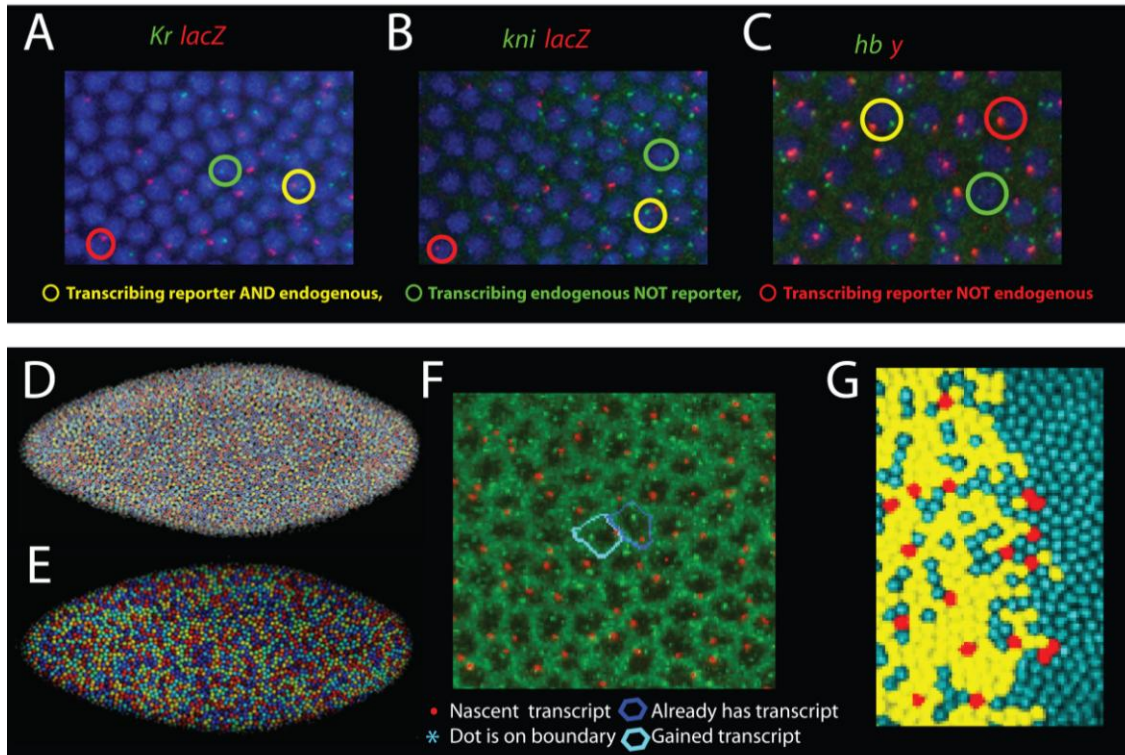 A Kr lacZ
B kni lacZ
C hb y
Transcribing reporter AND endogenous, Transcribing endogenous NOT reporter, Transcribing reporter NOT endogenous
D
E
F
Nascent transcript Already has transcript
* Dot is on boundary Gained transcript
G